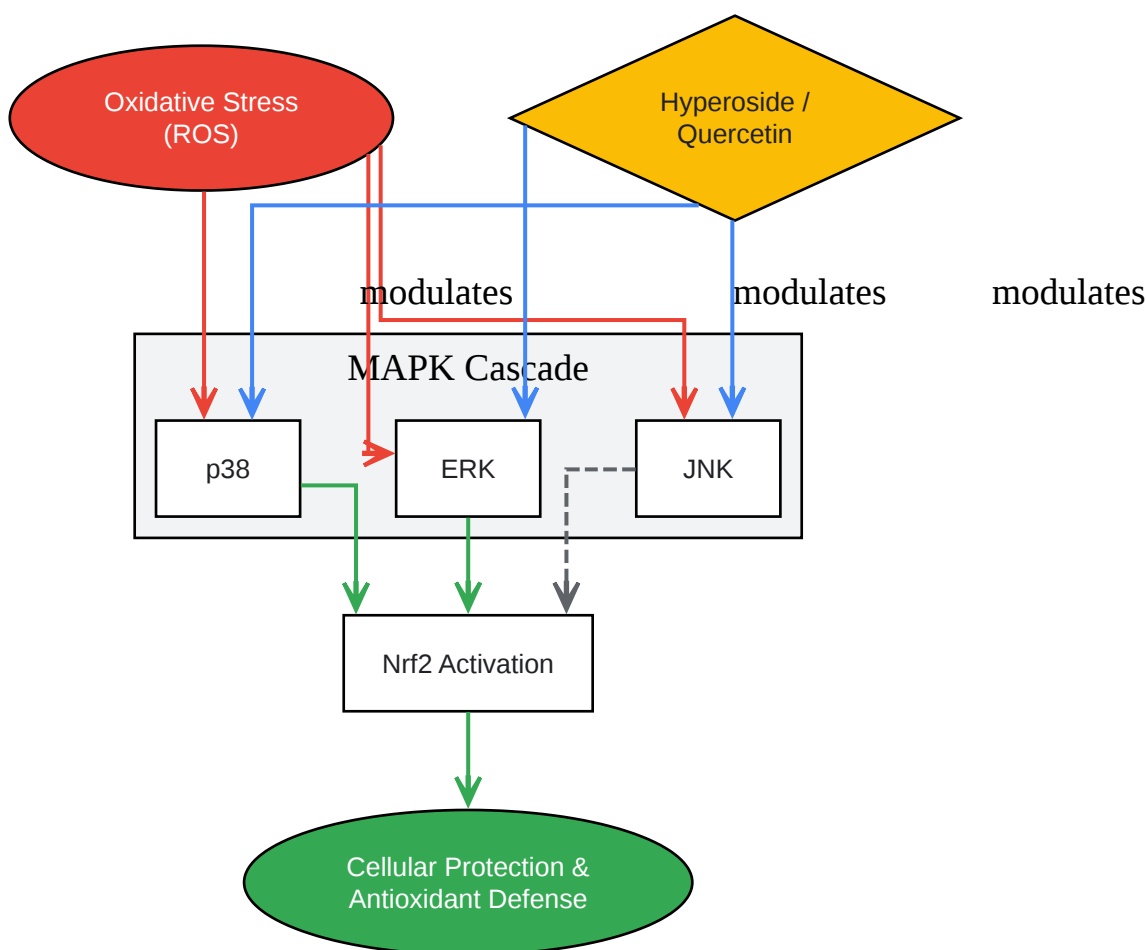 Oxidative Stress
(ROS)
Hyperoside /
Quercetin
modulates
modulates
modulates
MAPK Cascade
p38
ERK
JNK
Nrf2 Activation
Cellular Protection &
Antioxidant Defense